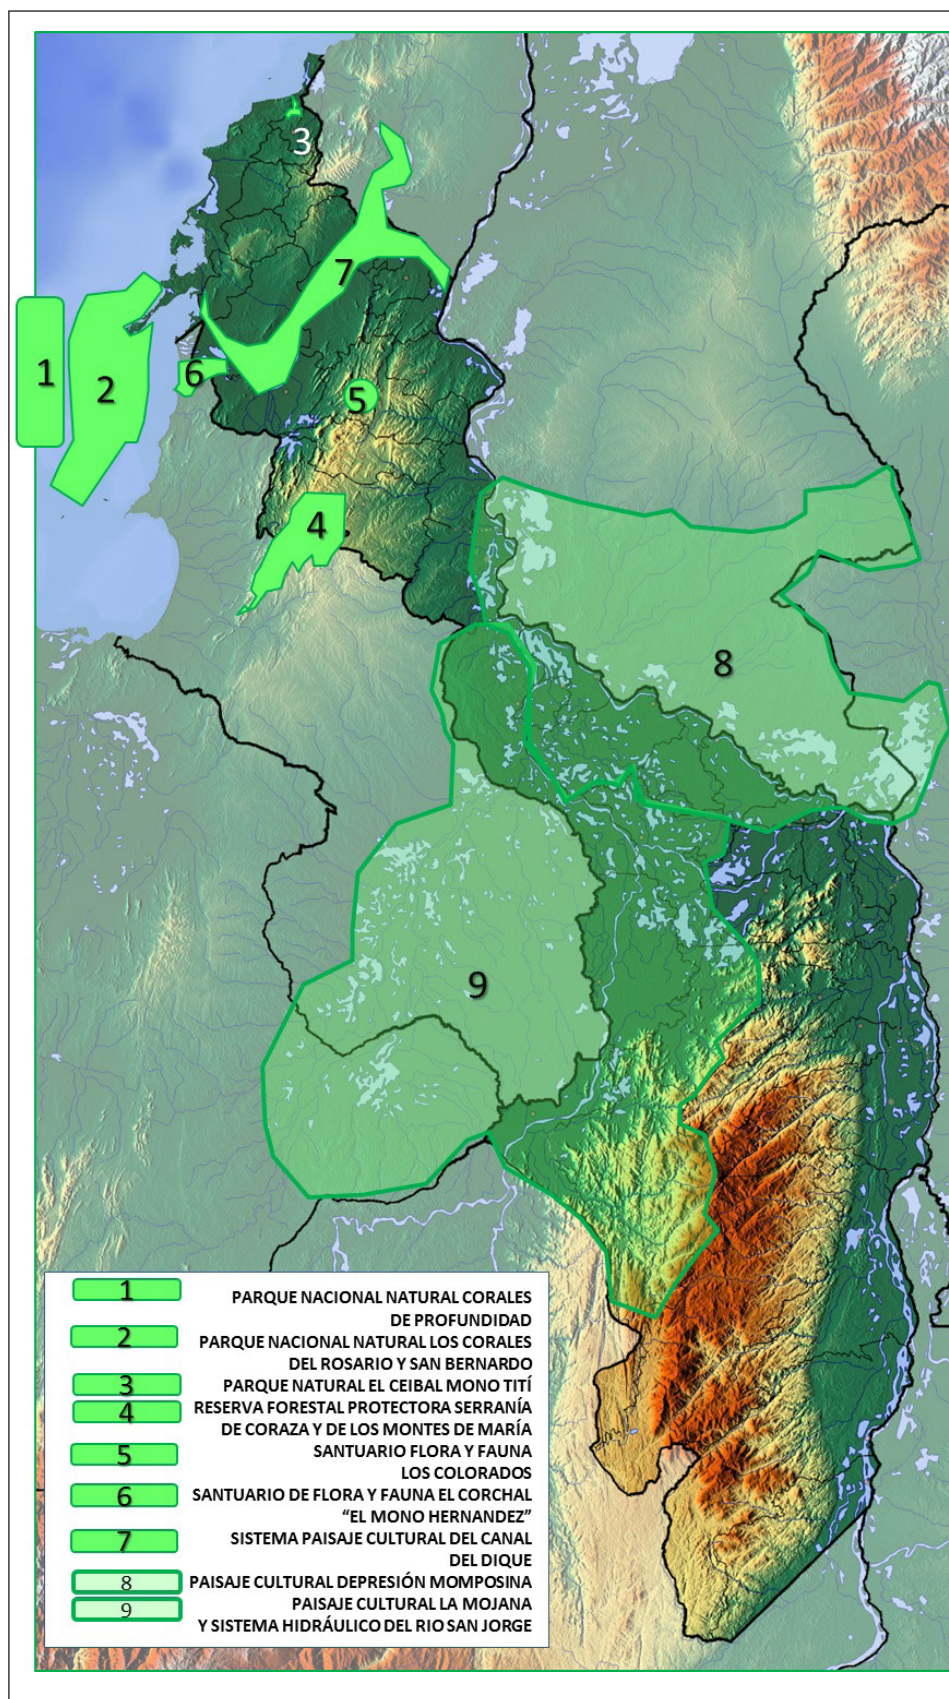 3
7
1
2
6
5
4
8
9
1
PARQUE NACIONAL NATURAL CORALES
DE PROFUNDIDAD
2
PARQUE NACIONAL NATURAL LOS CORALES
DEL ROSARIO Y SAN BERNARDO
3
PARQUE NATURAL EL CEIBAL MONO TITÍ
4
RESERVA FORESTAL PROTECTORA SERRANÍA
DE CORAZA Y DE LOS MONTES DE MARÍA
5
SANTUARIO FLORA Y FAUNA
LOS COLORADOS
6
SANTUARIO DE FLORA Y FAUNA EL CORCHAL
“EL MONO HERNANDEZ”
7
SISTEMA PAISAJE CULTURAL DEL CANAL
DEL DIQUE
8
PAISAJE CULTURAL DEPRESIÓN MOMPOSINA
9
PAISAJE CULTURAL LA MOJANA
Y SISTEMA HIDRÁULICO DEL RIO SAN JORGE